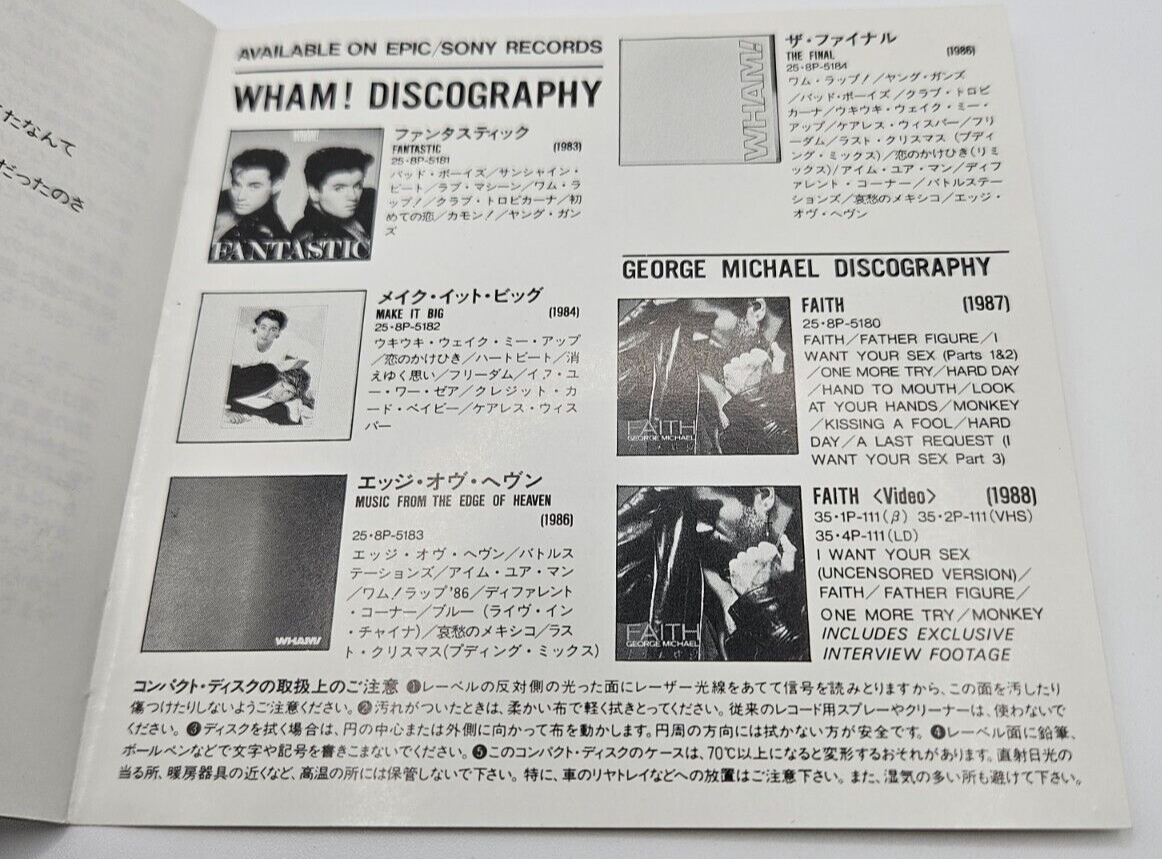 たなんて
だったのさ
AVAILABLE ON EPIC/SONY RECORDS
WHAM! DISCOGRAPHY
FANTASTIC
ファンタスティック
FANTASTIC (1983)
25・8P-5181
バッド・ボーイズ/サンシャイン・
ビート/ラブ・マシーン/ワム・ラ
ップ!/クラブ・トロピカーナ/初
めての恋/カモン!/ヤング・ガン
ズ
メイク・イット・ビッグ
MAKE IT BIG (1984)
25・8P-5182
ウキウキ・ウェイク・ミー・アップ
/恋のかけひき/ハートビート/消
えゆく思い/フリーダム/イフ・ユ
ー・ワー・ゼア/クレジット・カ
ード・ベイビー/ケアレス・ウィス
パー
WHAM!
エッジ・オヴ・ヘヴン
MUSIC FROM THE EDGE OF HEAVEN
(1986)
25・8P-5183
エッジ・オヴ・ヘヴン/バトルス
テーションズ/アイム・ユア・マン
/ワム!ラップ'86/ディファレント
・コーナー/ブルー (ライヴ・イン
・チャイナ)/哀愁のメキシコ/ラス
ト・クリスマス(プディング・ミックス)
WHAM!
ザ・ファイナル
THE FINAL (1986)
25・8P-5184
ワム・ラップ!/ヤング・ガンズ
/バッド・ボーイズ/クラブ・トロピ
カーナ/ウキウキ・ウェイク・ミー・
アップ/ケアレス・ウィスパー/フリ
ーダム/ラスト・クリスマス (プディ
ング・ミックス)/恋のかけひき(リミ
ックス)/アイム・ユア・マン/ディフ
ァレント・コーナー/バトルステー
ションズ/哀愁のメキシコ/エッジ・
オヴ・ヘヴン
GEORGE MICHAEL DISCOGRAPHY
FAITH
GEORGE MICHAEL
FAITH (1987)
25・8P-5180
FAITH/FATHER FIGURE/I
WANT YOUR SEX (Parts 1&2)
/ONE MORE TRY/HARD DAY
/HAND TO MOUTH/LOOK
AT YOUR HANDS/MONKEY
/KISSING A FOOL/HARD
DAY/A LAST REQUEST (I
WANT YOUR SEX Part 3)
FAITH
GEORGE MICHAEL
FAITH <Video> (1988)
35・1P-111(β) 35・2P-111(VHS)
35・4P-111(LD)
I WANT YOUR SEX
(UNCENSORED VERSION)/
FAITH/FATHER FIGURE/
ONE MORE TRY/MONKEY
INCLUDES EXCLUSIVE
INTERVIEW FOOTAGE
コンパクト・ディスクの取扱上のご注意 ❶レーベルの反対側の光った面にレーザー光線をあてて信号を読みとりますから、この面を汚したり
傷つけたりしないようご注意ください。❷汚れがついたときは、柔かい布で軽く拭きとってください。従来のレコード用スプレーやクリーナーは、使わないで
ください。❸ディスクを拭く場合は、円の中心または外側に向かって布を動かします。円周の方向には拭かない方が安全です。❹レーベル面に鉛筆、
ボールペンなどで文字や記号を書きこまないでください。❺このコンパクト・ディスクのケースは、70℃以上になると変形するおそれがあります。直射日光の
当る所、暖房器具の近くなど、高温の所には保管しないで下さい。特に、車のリヤトレイなどへの放置はご注意下さい。また、湿気の多い所も避けて下さい。